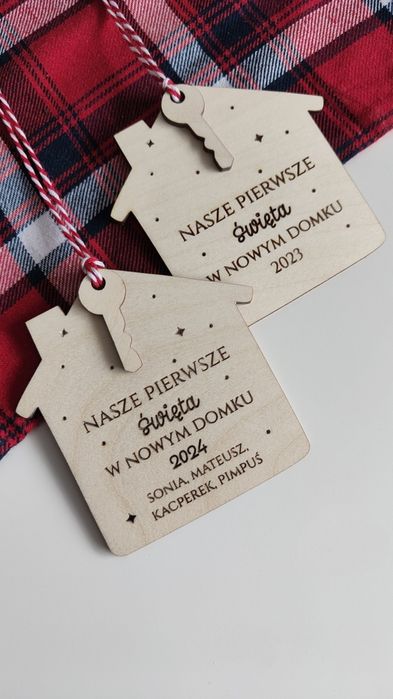 NASZE PIERWSZE
święta
W NOWYM DOMKU
2023
NASZE PIERWSZE
święta
W NOWYM DOMKU
2024
SONIA, MATEUSZ,
KACPEREK, PIMPUŚ